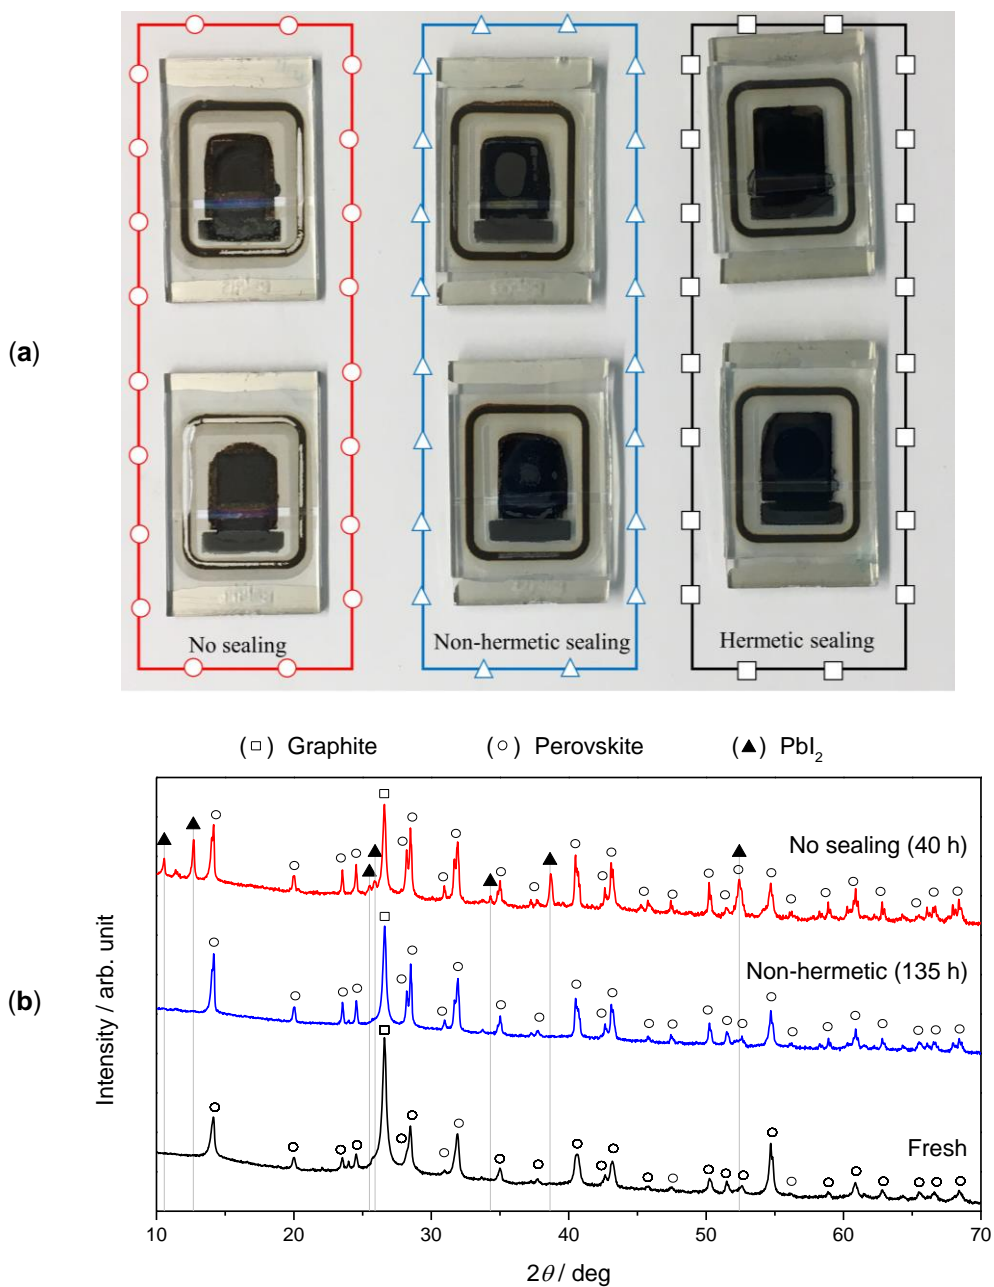 (a)
No sealing
Non-hermetic sealing
Hermetic sealing
(□) Graphite (○) Perovskite (▲) PbI₂
No sealing (40 h)
Non-hermetic (135 h)
Fresh
(b)
Intensity / arb. unit
10 20 30 40 50 60 70
2θ / deg